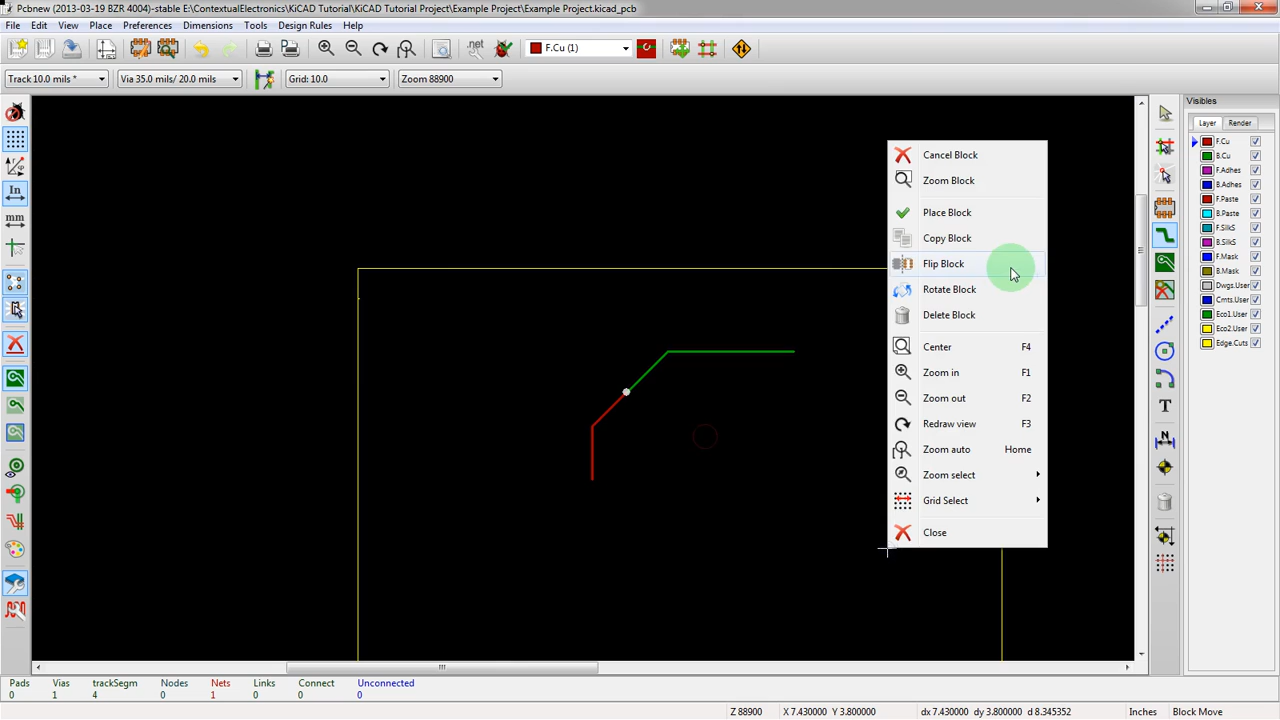 Pcbnew (2013-03-19 BZR 4004)-stable E:\ContextualElectronics\KiCAD Tutorial\KiCAD Tutorial Project\Example Project\Example Project.kicad_pcb
File Edit View Place Preferences Dimensions Tools Design Rules Help
.net F.Cu (1)
Track 10.0 mils * Via 35.0 mils/ 20.0 mils Grid: 10.0 Zoom 88900
Visibles
Layer Render
F.Cu
B.Cu
F.Adhes
B.Adhes
F.Paste
B.Paste
F.SilkS
B.SilkS
F.Mask
B.Mask
Dwgs.User
Cmts.User
Eco1.User
Eco2.User
Edge.Cuts
In
mm
Cancel Block
Zoom Block
Place Block
Copy Block
Flip Block
Rotate Block
Delete Block
Center F4
Zoom in F1
Zoom out F2
Redraw view F3
Zoom auto Home
Zoom select
Grid Select
Close
T
N
Pads Vias trackSegm Nodes Nets Links Connect Unconnected
0 1 4 0 1 0 0 0
Z 88900 X 7.430000 Y 3.800000 dx 7.430000 dy 3.800000 d 8.345352 Inches Block Move